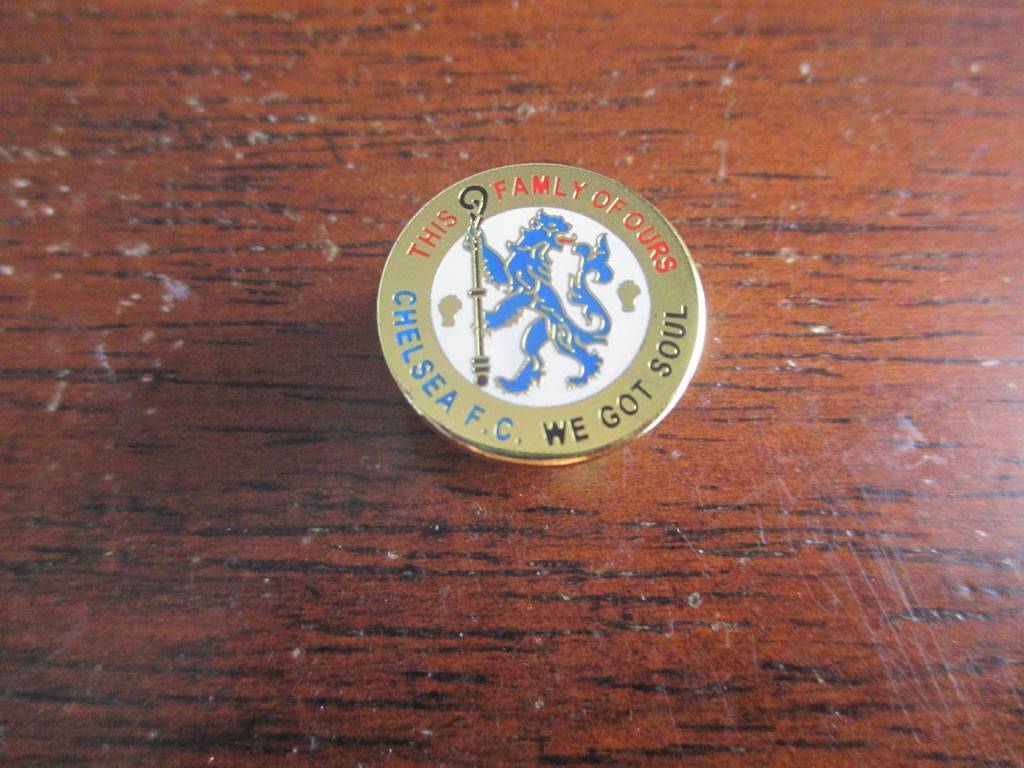 THIS FAMLY OF OURS
CHELSEA F.C. WE GOT SOUL